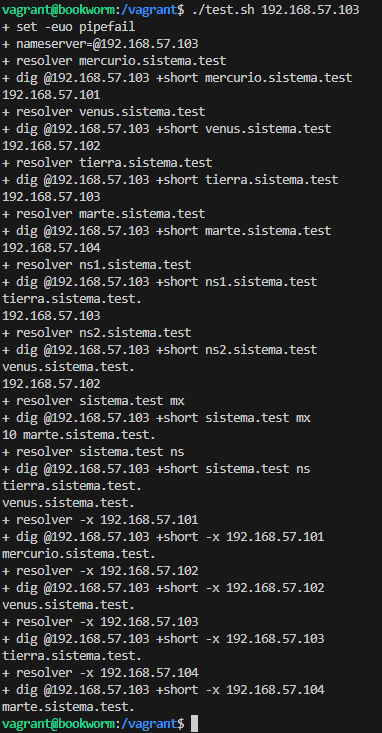 vagrant@bookworm:/vagrant$ ./test.sh 192.168.57.103
+ set -euo pipefail
+ nameserver=@192.168.57.103
+ resolver mercurio.sistema.test
+ dig @192.168.57.103 +short mercurio.sistema.test
192.168.57.101
+ resolver venus.sistema.test
+ dig @192.168.57.103 +short venus.sistema.test
192.168.57.102
+ resolver tierra.sistema.test
+ dig @192.168.57.103 +short tierra.sistema.test
192.168.57.103
+ resolver marte.sistema.test
+ dig @192.168.57.103 +short marte.sistema.test
192.168.57.104
+ resolver ns1.sistema.test
+ dig @192.168.57.103 +short ns1.sistema.test
tierra.sistema.test.
192.168.57.103
+ resolver ns2.sistema.test
+ dig @192.168.57.103 +short ns2.sistema.test
venus.sistema.test.
192.168.57.102
+ resolver sistema.test mx
+ dig @192.168.57.103 +short sistema.test mx
10 marte.sistema.test.
+ resolver sistema.test ns
+ dig @192.168.57.103 +short sistema.test ns
tierra.sistema.test.
venus.sistema.test.
+ resolver -x 192.168.57.101
+ dig @192.168.57.103 +short -x 192.168.57.101
mercurio.sistema.test.
+ resolver -x 192.168.57.102
+ dig @192.168.57.103 +short -x 192.168.57.102
venus.sistema.test.
+ resolver -x 192.168.57.103
+ dig @192.168.57.103 +short -x 192.168.57.103
tierra.sistema.test.
+ resolver -x 192.168.57.104
+ dig @192.168.57.103 +short -x 192.168.57.104
marte.sistema.test.
vagrant@bookworm:/vagrant$